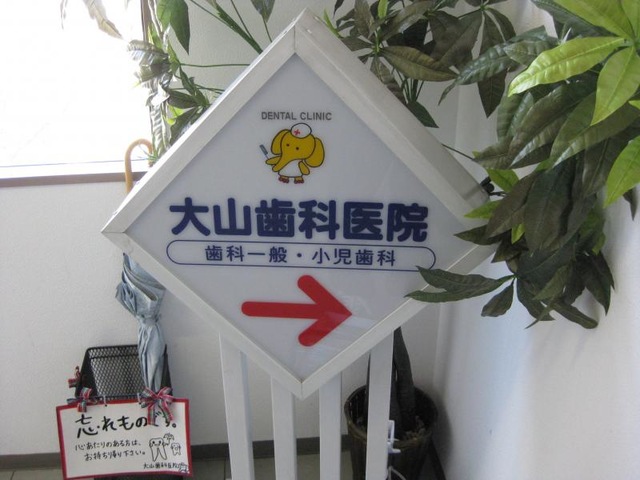 DENTAL CLINIC
大山歯科医院
歯科一般・小児歯科
忘れものです。
心あたりのある方は、
お持ち帰り下さい。
大山歯科医院